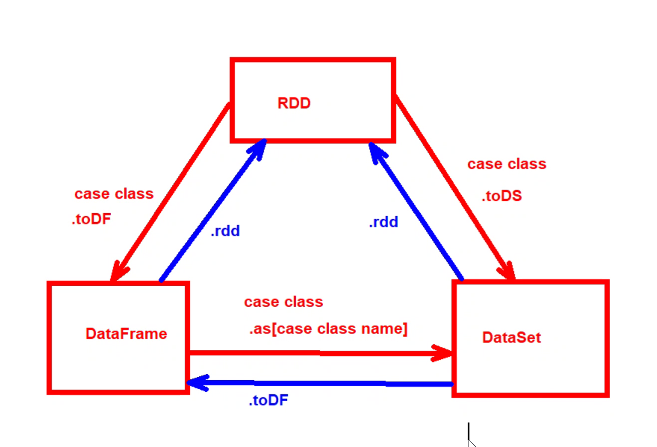 RDD
case class
.toDF
.rdd
.rdd
case class
.toDS
case class
.as[case class name]
DataFrame
DataSet
.toDF